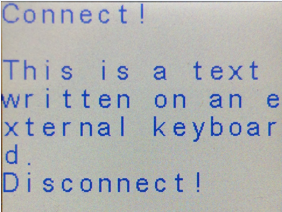 Connect!
This is a text
written on an e
xternal keyboar
d.
Disconnect!